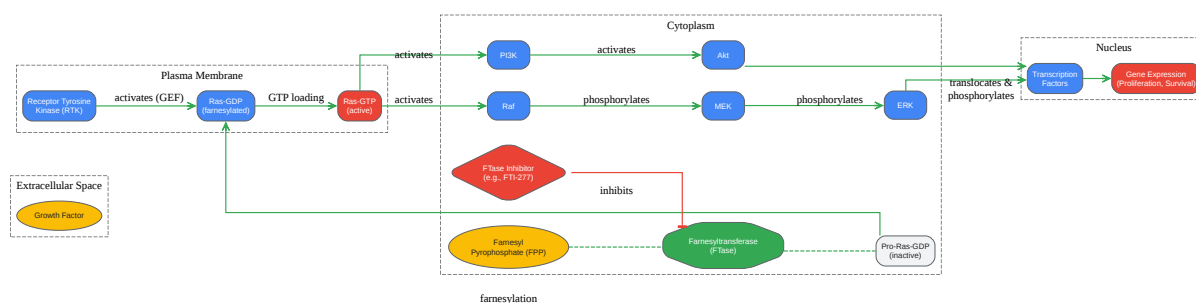 Cytoplasm
PI3K
activates
activates
Akt
Nucleus
Transcription
Factors
Gene Expression
(Proliferation, Survival)
translocates &
phosphorylates
Plasma Membrane
Receptor Tyrosine
Kinase (RTK)
activates (GEF)
Ras-GDP
(farnesylated)
GTP loading
Ras-GTP
(active)
activates
Raf
phosphorylates
MEK
phosphorylates
ERK
FTase Inhibitor
(e.g., FTI-277)
inhibits
Extracellular Space
Growth Factor
Farnesyl
Pyrophosphate (FPP)
Farnesyltransferase
(FTase)
Pro-Ras-GDP
(inactive)
farnesylation